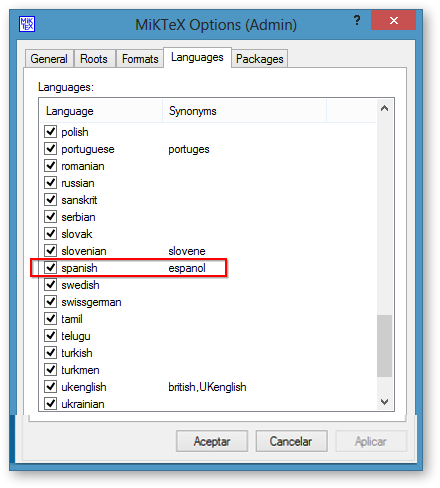 MiKTeX Options (Admin)
General Roots Formats Languages Packages
Languages:
Language Synonyms
polish
portuguese portuges
romanian
russian
sanskrit
serbian
slovak
slovenian slovene
spanish espanol
swedish
swissgerman
tamil
telugu
turkish
turkmen
ukenglish british,UKenglish
ukrainian
Aceptar Cancelar Aplicar